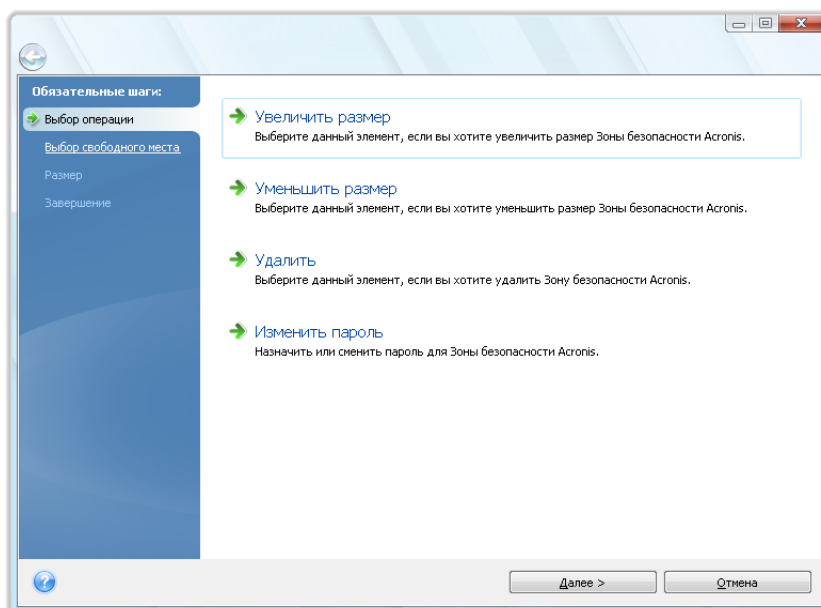 Обязательные шаги:
Выбор операции
Выбор свободного места
Размер
Завершение
Увеличить размер
Выберите данный элемент, если вы хотите увеличить размер Зоны безопасности Acronis.
Уменьшить размер
Выберите данный элемент, если вы хотите уменьшить размер Зоны безопасности Acronis.
Удалить
Выберите данный элемент, если вы хотите удалить Зону безопасности Acronis.
Изменить пароль
Назначить или сменить пароль для Зоны безопасности Acronis.
Далее >
Отмена